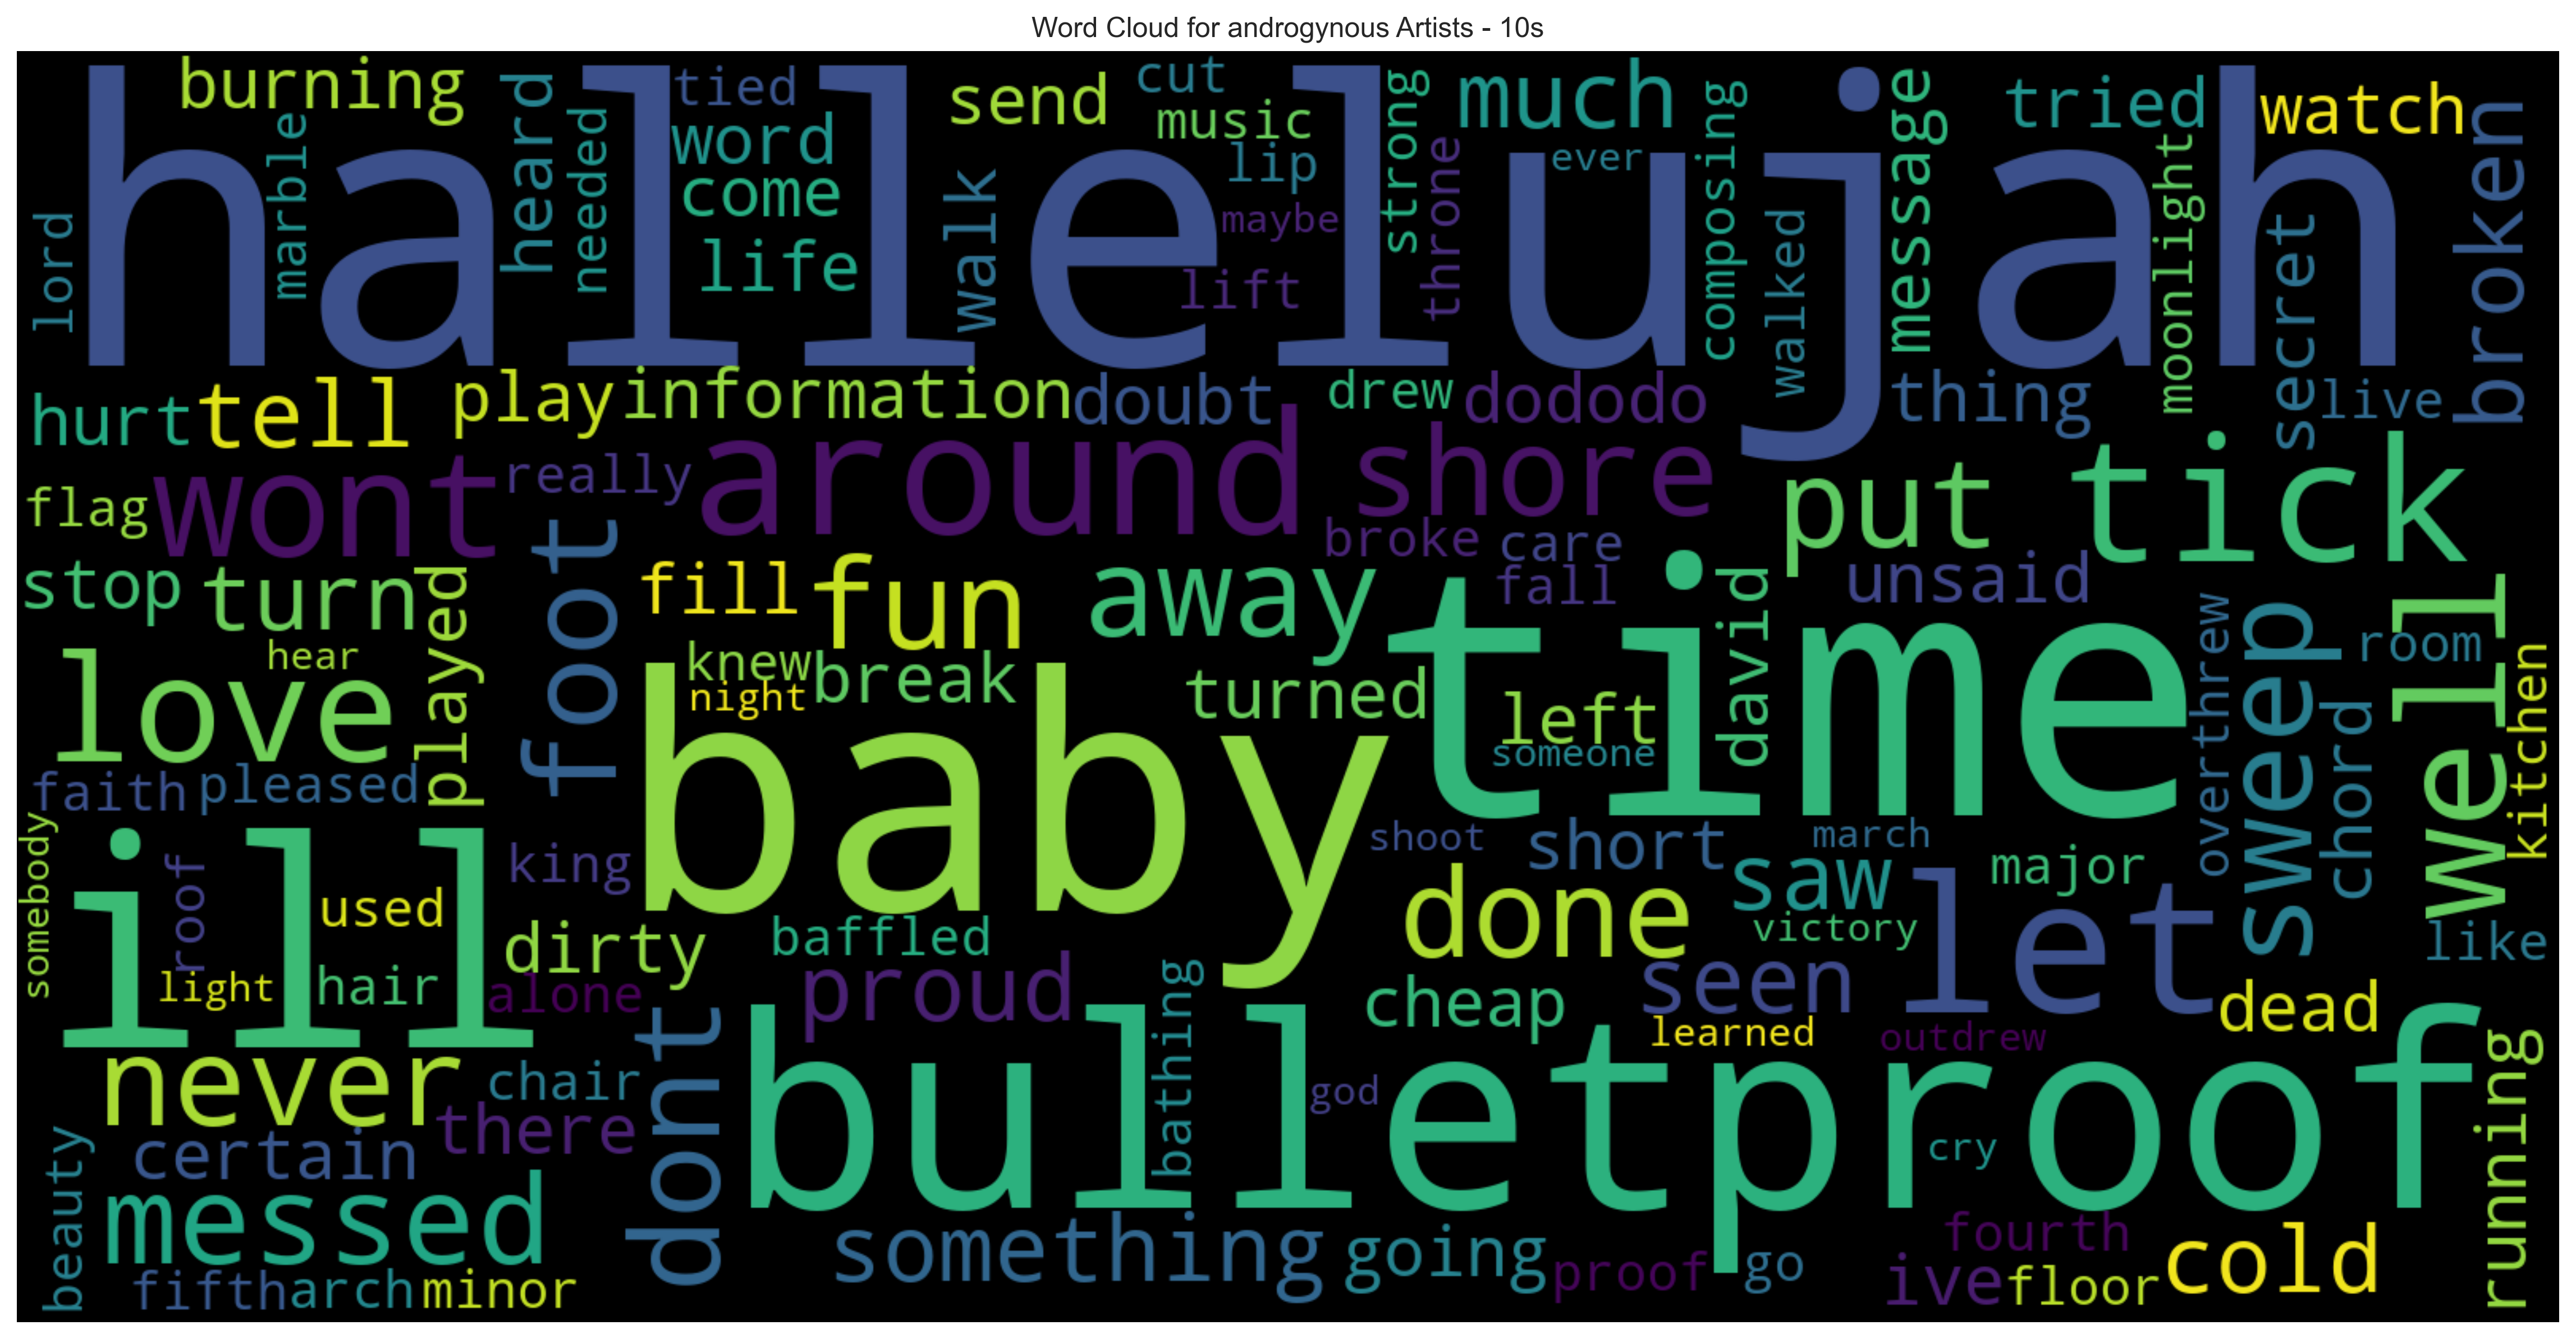 Word Cloud for androgynous Artists - 10s
hallelujah
burning
tied
send
cut
music
much
tried
watch
heard
needed
word
come
life
walk
lip
maybe
lift
strong
throne
ever
composing
walked
message
moonlight
secret
broken
lord
marble
hurt
tell
play
information
doubt
drew
dododo
thing
live
flag
wont
really
around
shore
put
tick
broke
care
fall
stop
turn
played
foot
fill
fun
away
time
david
unsaid
overthrew
sweep
room
well
kitchen
hear
love
knew
night
break
turned
left
someone
chord
faith
pleased
baby
somebody
ill
roof
used
king
shoot
short
march
saw
major
victory
light
hair
dirty
alone
baffled
proud
done
seen
let
like
cheap
learned
outdrew
dead
never
chair
there
dont
bulletproof
bathing
god
cry
running
beauty
certain
messed
something
going
proof
go
fourth
ive
floor
cold
fifth
arch
minor